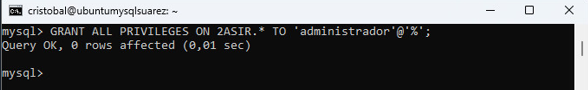 cristobal@ubuntumysqlsuarez: ~
mysql> GRANT ALL PRIVILEGES ON 2ASIR.* TO 'administrador'@'%';
Query OK, 0 rows affected (0,01 sec)
mysql>